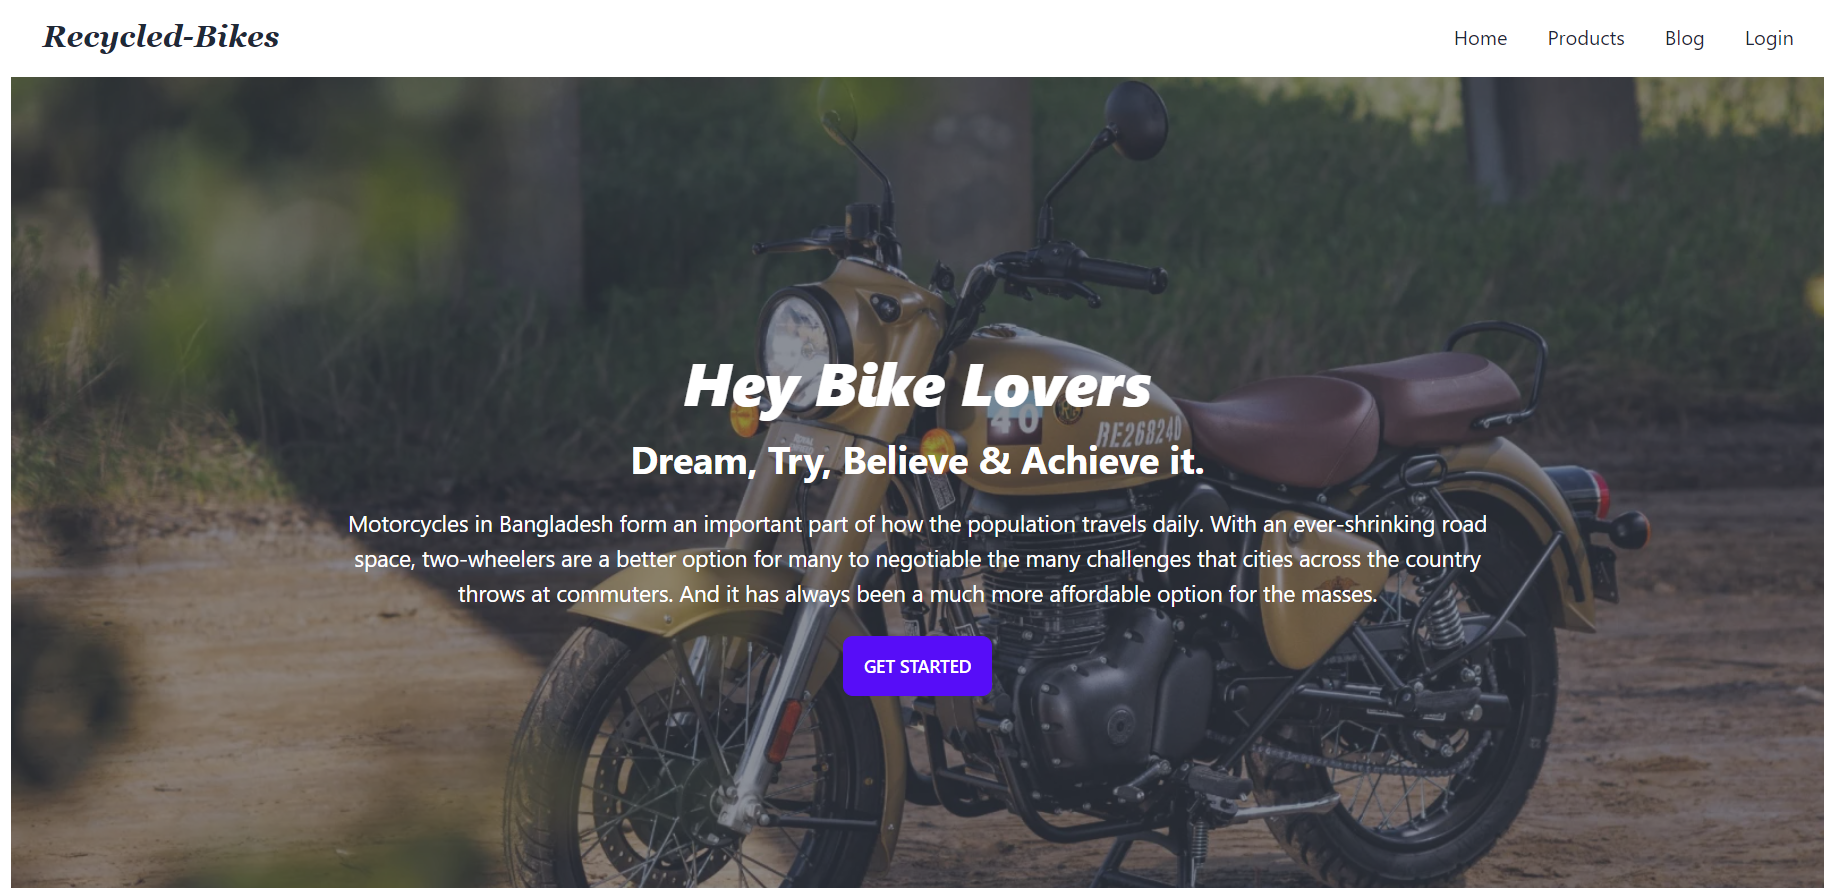 Recycled-Bikes
Home Products Blog Login
Hey Bike Lovers
40
RE26824D
Dream, Try, Believe & Achieve it.
Motorcycles in Bangladesh form an important part of how the population travels daily. With an ever-shrinking road
space, two-wheelers are a better option for many to negotiable the many challenges that cities across the country
throws at commuters. And it has always been a much more affordable option for the masses.
GET STARTED